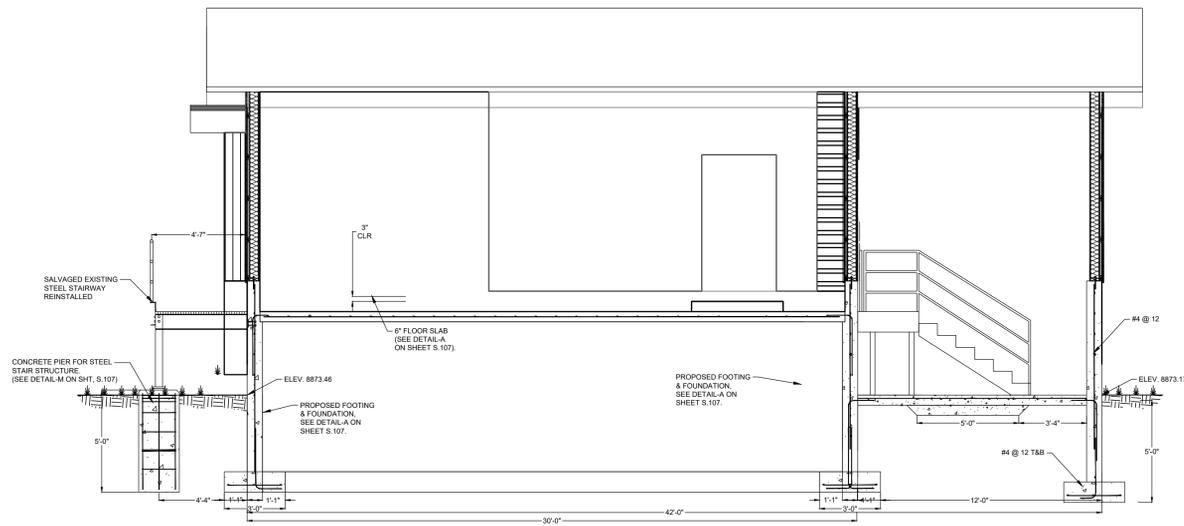 4'-7"
3"
CLR
SALVAGED EXISTING
STEEL STAIRWAY
REINSTALLED
6" FLOOR SLAB
(SEE DETAIL-A
ON SHEET S.107).
#4 @ 12
CONCRETE PIER FOR STEEL
STAIR STRUCTURE.
(SEE DETAIL-M ON SHT, S.107)
ELEV. 8873.46
PROPOSED FOOTING
& FOUNDATION,
SEE DETAIL-A ON
SHEET S.107.
PROPOSED FOOTING
& FOUNDATION,
SEE DETAIL-A ON
SHEET S.107.
ELEV. 8873.17
5'-0"
5'-0"
3'-4"
#4 @ 12 T&B
5'-0"
4'-4"
1'-1"
1'-1"
3'-0"
1'-1"
1'-1"
3'-0"
12'-0"
42'-0"
30'-0"